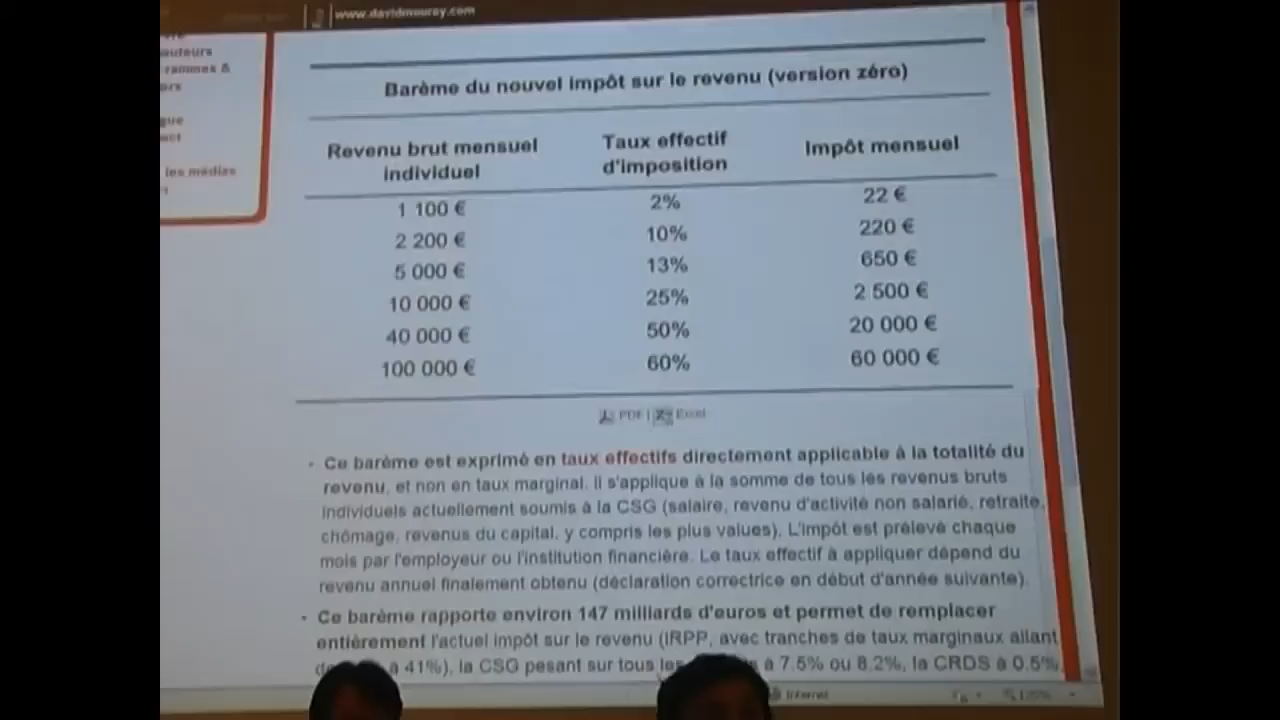 www.davidmourey.com
auteurs
les médias
Barème du nouvel impôt sur le revenu (version zéro)
Revenu brut mensuel individuel
Taux effectif d'imposition
Impôt mensuel
1 100 € 2% 22 €
2 200 € 10% 220 €
5 000 € 13% 650 €
10 000 € 25% 2 500 €
40 000 € 50% 20 000 €
100 000 € 60% 60 000 €
PDF | Excel
- Ce barème est exprimé en taux effectifs directement applicable à la totalité du
revenu, et non en taux marginal. Il s'applique à la somme de tous les revenus bruts
individuels actuellement soumis à la CSG (salaire, revenu d'activité non salarié, retraite,
chômage, revenus du capital, y compris les plus values). L'impôt est prélevé chaque
mois par l'employeur ou l'institution financière. Le taux effectif à appliquer dépend du
revenu annuel finalement obtenu (déclaration correctrice en début d'année suivante).
- Ce barème rapporte environ 147 milliards d'euros et permet de remplacer
entièrement l'actuel impôt sur le revenu (IRPP, avec tranches de taux marginaux allant
à 41%), la CSG pesant sur tous les à 7.5% ou 8.2%, la CRDS à 0.5%,
Internet